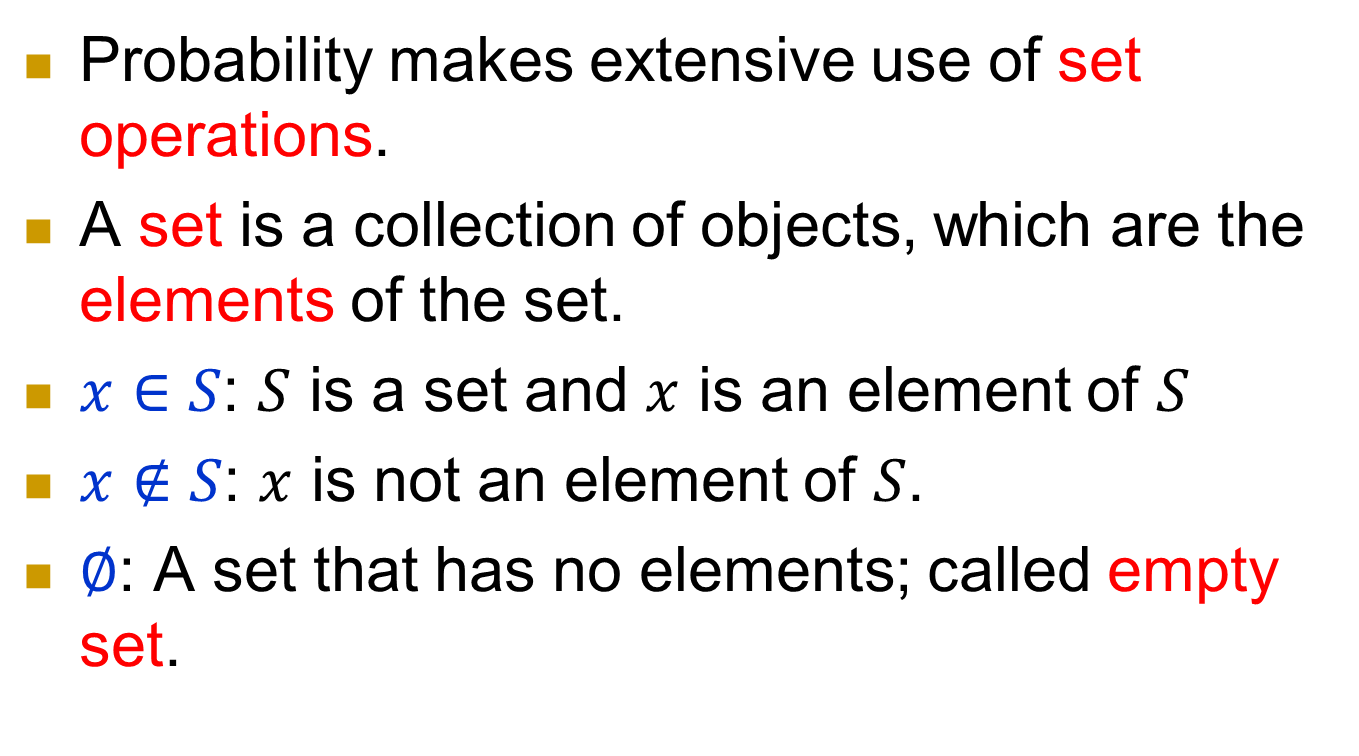 Probability makes extensive use of set
operations.
A set is a collection of objects, which are the
elements of the set.
x ∈ S: S is a set and x is an element of S
x ∉ S: x is not an element of S.
∅: A set that has no elements; called empty
set.